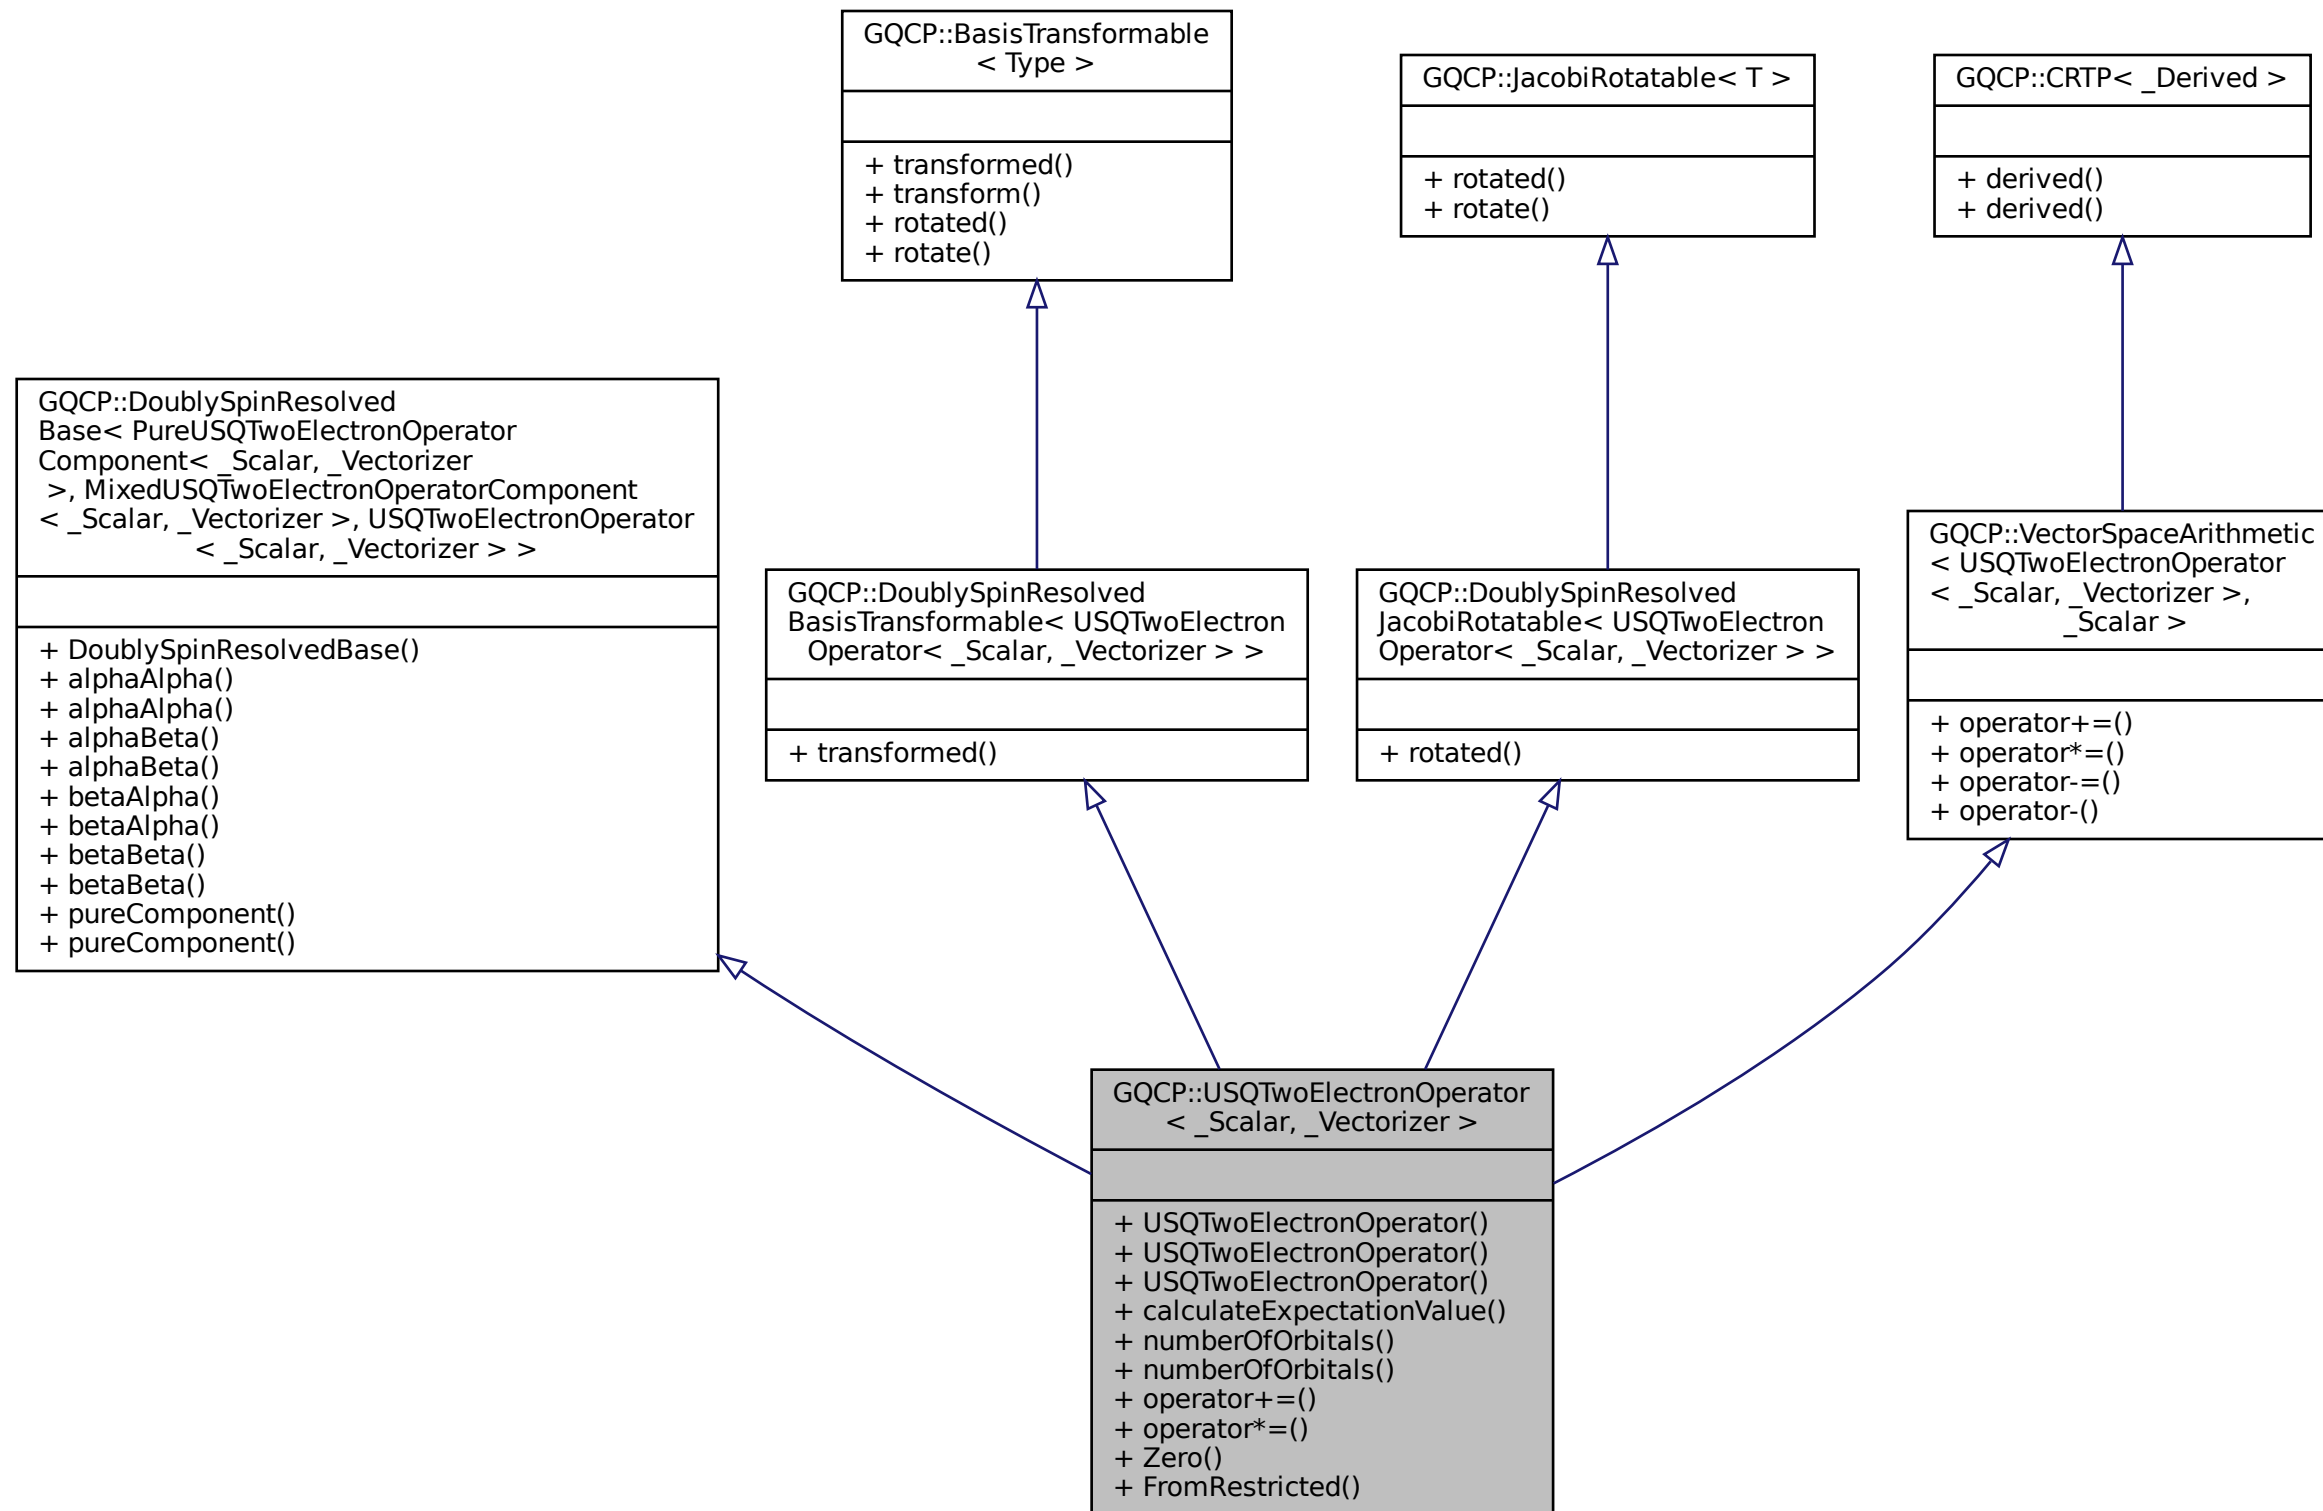 GQCP::BasisTransformable
< Type >
+ transformed()
+ transform()
+ rotated()
+ rotate()
GQCP::JacobiRotatable< T >
+ rotated()
+ rotate()
GQCP::CRTP< _Derived >
+ derived()
+ derived()
GQCP::DoublySpinResolved
Base< PureUSQTwoElectronOperator
Component< _Scalar, _Vectorizer
>, MixedUSQTwoElectronOperatorComponent
< _Scalar, _Vectorizer >, USQTwoElectronOperator
< _Scalar, _Vectorizer > >
+ DoublySpinResolvedBase()
+ alphaAlpha()
+ alphaAlpha()
+ alphaBeta()
+ alphaBeta()
+ betaAlpha()
+ betaAlpha()
+ betaBeta()
+ betaBeta()
+ pureComponent()
+ pureComponent()
GQCP::DoublySpinResolved
BasisTransformable< USQTwoElectron
Operator< _Scalar, _Vectorizer > >
+ transformed()
GQCP::DoublySpinResolved
JacobiRotatable< USQTwoElectron
Operator< _Scalar, _Vectorizer > >
+ rotated()
GQCP::VectorSpaceArithmetic
< USQTwoElectronOperator
< _Scalar, _Vectorizer >,
_Scalar >
+ operator+=()
+ operator*=()
+ operator-=()
+ operator-()
GQCP::USQTwoElectronOperator
< _Scalar, _Vectorizer >
+ USQTwoElectronOperator()
+ USQTwoElectronOperator()
+ USQTwoElectronOperator()
+ calculateExpectationValue()
+ numberOfOrbitals()
+ numberOfOrbitals()
+ operator+=()
+ operator*=()
+ Zero()
+ FromRestricted()